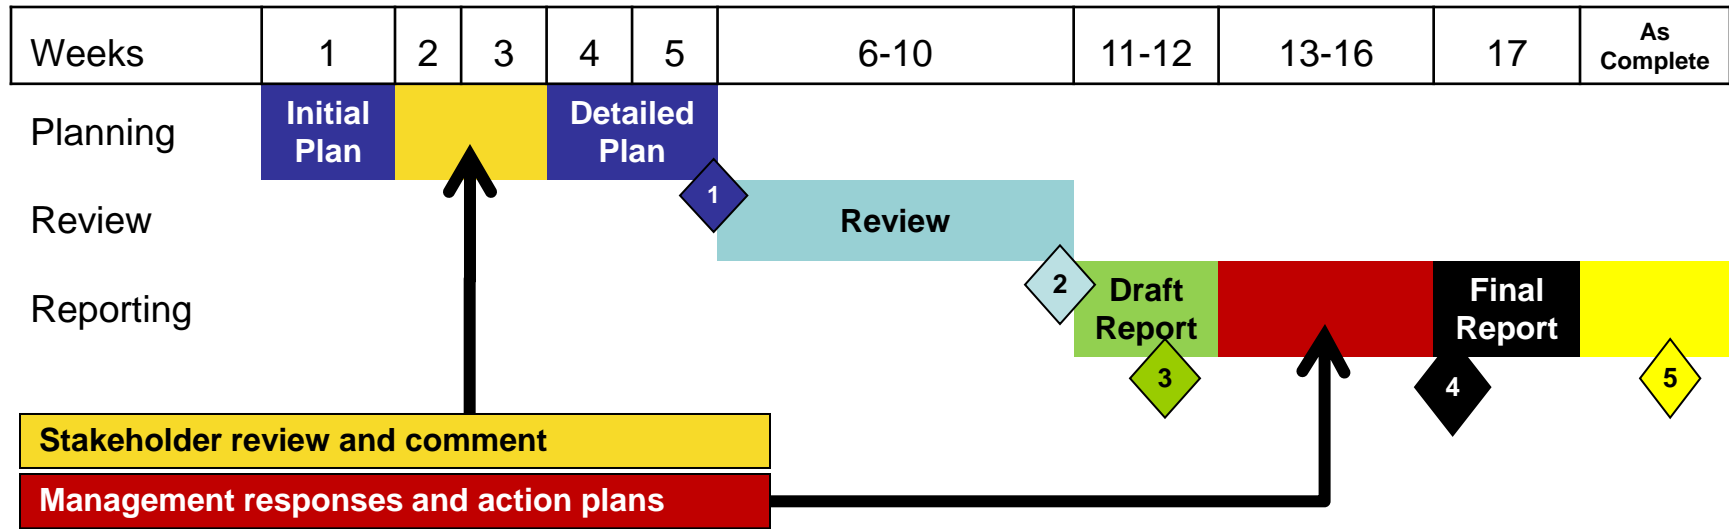 Weeks 1 2 3 4 5 6-10 11-12 13-16 17 As
Complete
Planning
Initial
Plan
Detailed
Plan
1
Review
Review
2
Reporting
Draft
Report
Final
Report
3
4
5
Stakeholder review and comment
Management responses and action plans